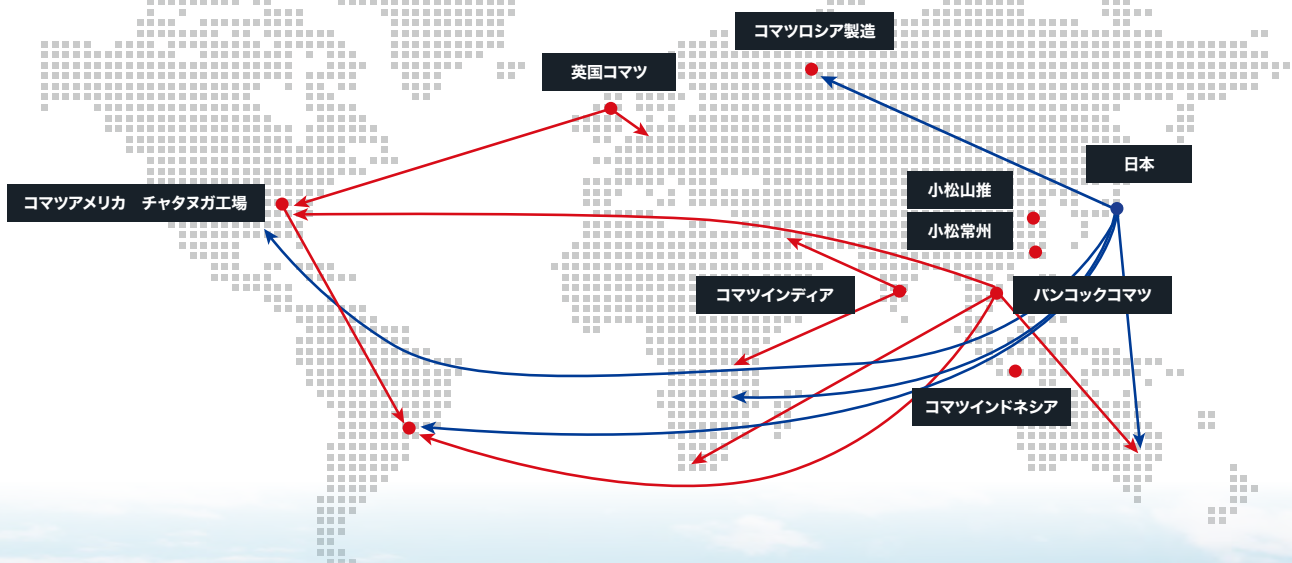 コマツロシア製造
英国コマツ
日本
コマツアメリカ　チャタヌガ工場
小松山推
小松常州
コマツインディア
バンコックコマツ
コマツインドネシア